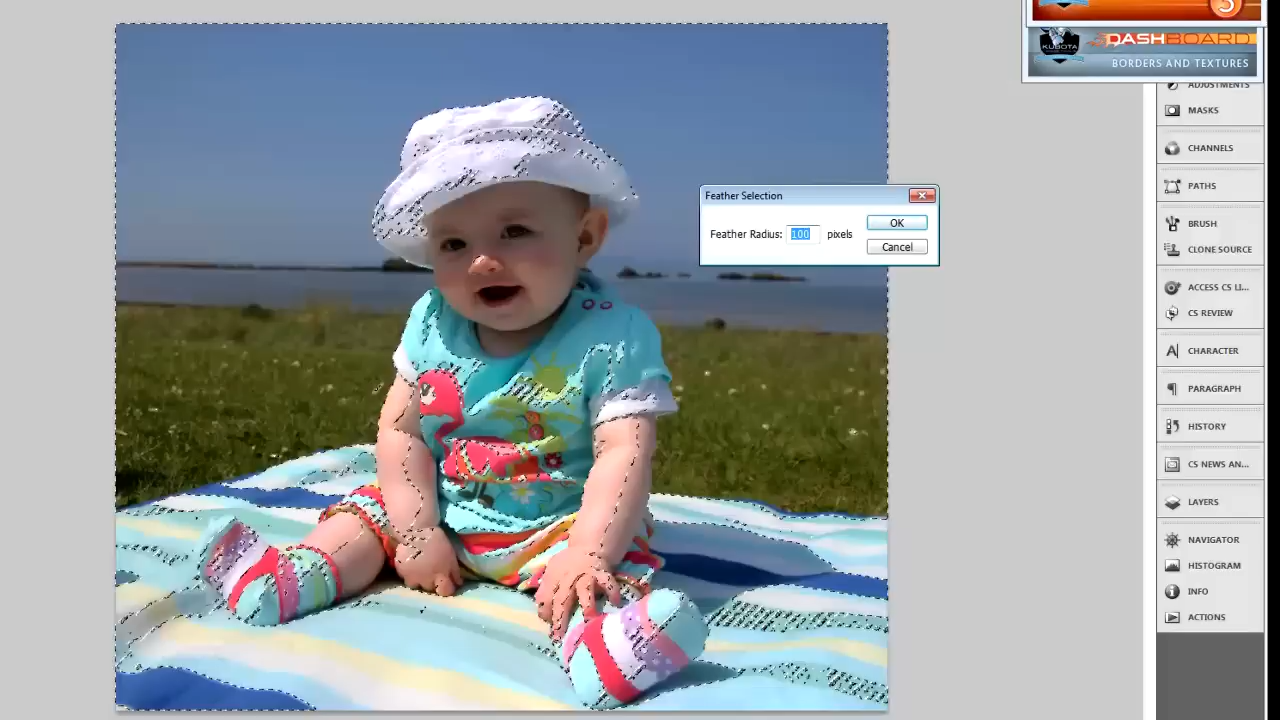 3
KUBOTA
DASHBOARD
BORDERS AND TEXTURES
ADJUSTMENTS
MASKS
CHANNELS
PATHS
Feather Selection
Feather Radius: 100 pixels
OK
Cancel
BRUSH
CLONE SOURCE
ACCESS CS LI...
CS REVIEW
CHARACTER
PARAGRAPH
HISTORY
CS NEWS AN...
LAYERS
NAVIGATOR
HISTOGRAM
INFO
ACTIONS